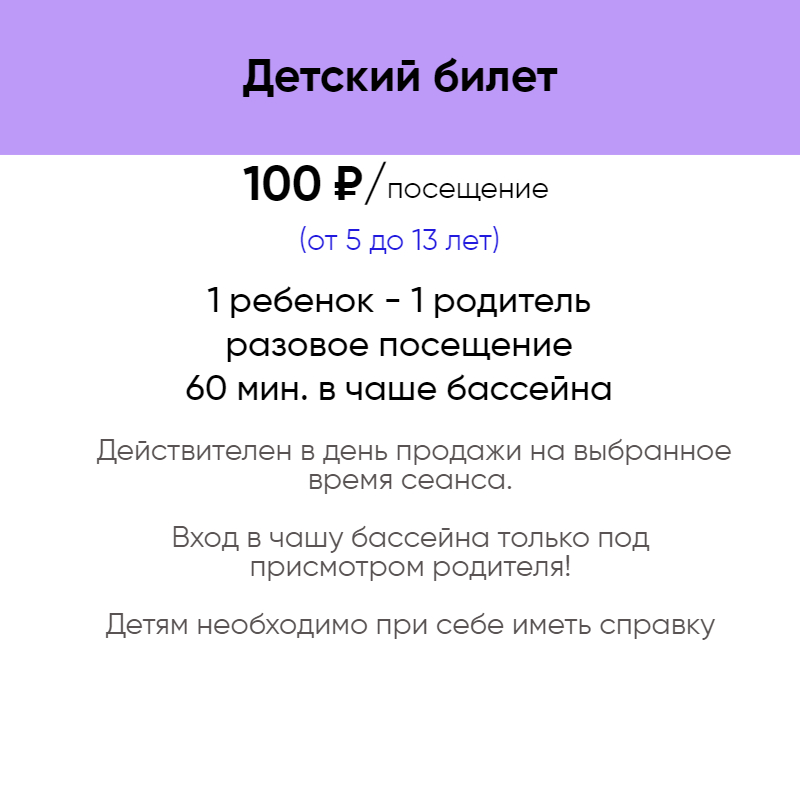 Детский билет
100 ₽/посещение
(от 5 до 13 лет)
1 ребенок - 1 родитель
разовое посещение
60 мин. в чаше бассейна
Действителен в день продажи на выбранное
время сеанса.
Вход в чашу бассейна только под
присмотром родителя!
Детям необходимо при себе иметь справку